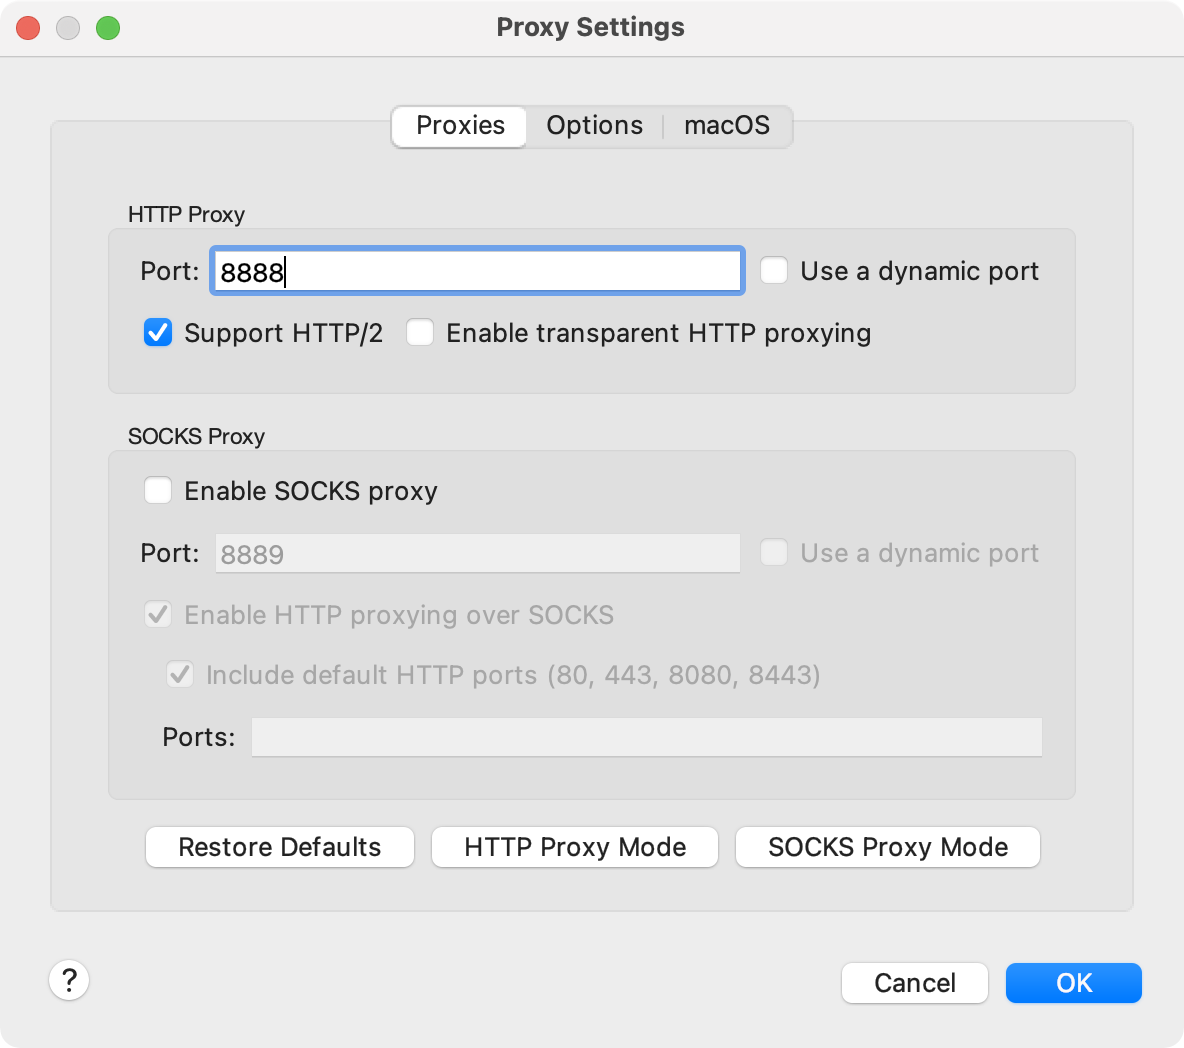 Proxy Settings
Proxies Options macOS
HTTP Proxy
Port: 8888 Use a dynamic port
Support HTTP/2 Enable transparent HTTP proxying
SOCKS Proxy
Enable SOCKS proxy
Port: 8889 Use a dynamic port
Enable HTTP proxying over SOCKS
Include default HTTP ports (80, 443, 8080, 8443)
Ports:
Restore Defaults HTTP Proxy Mode SOCKS Proxy Mode
? Cancel OK